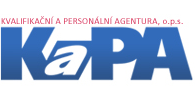 KVALIFIKAČNÍ A PERSONÁLNÍ AGENTURA, o.p.s.
KaPA